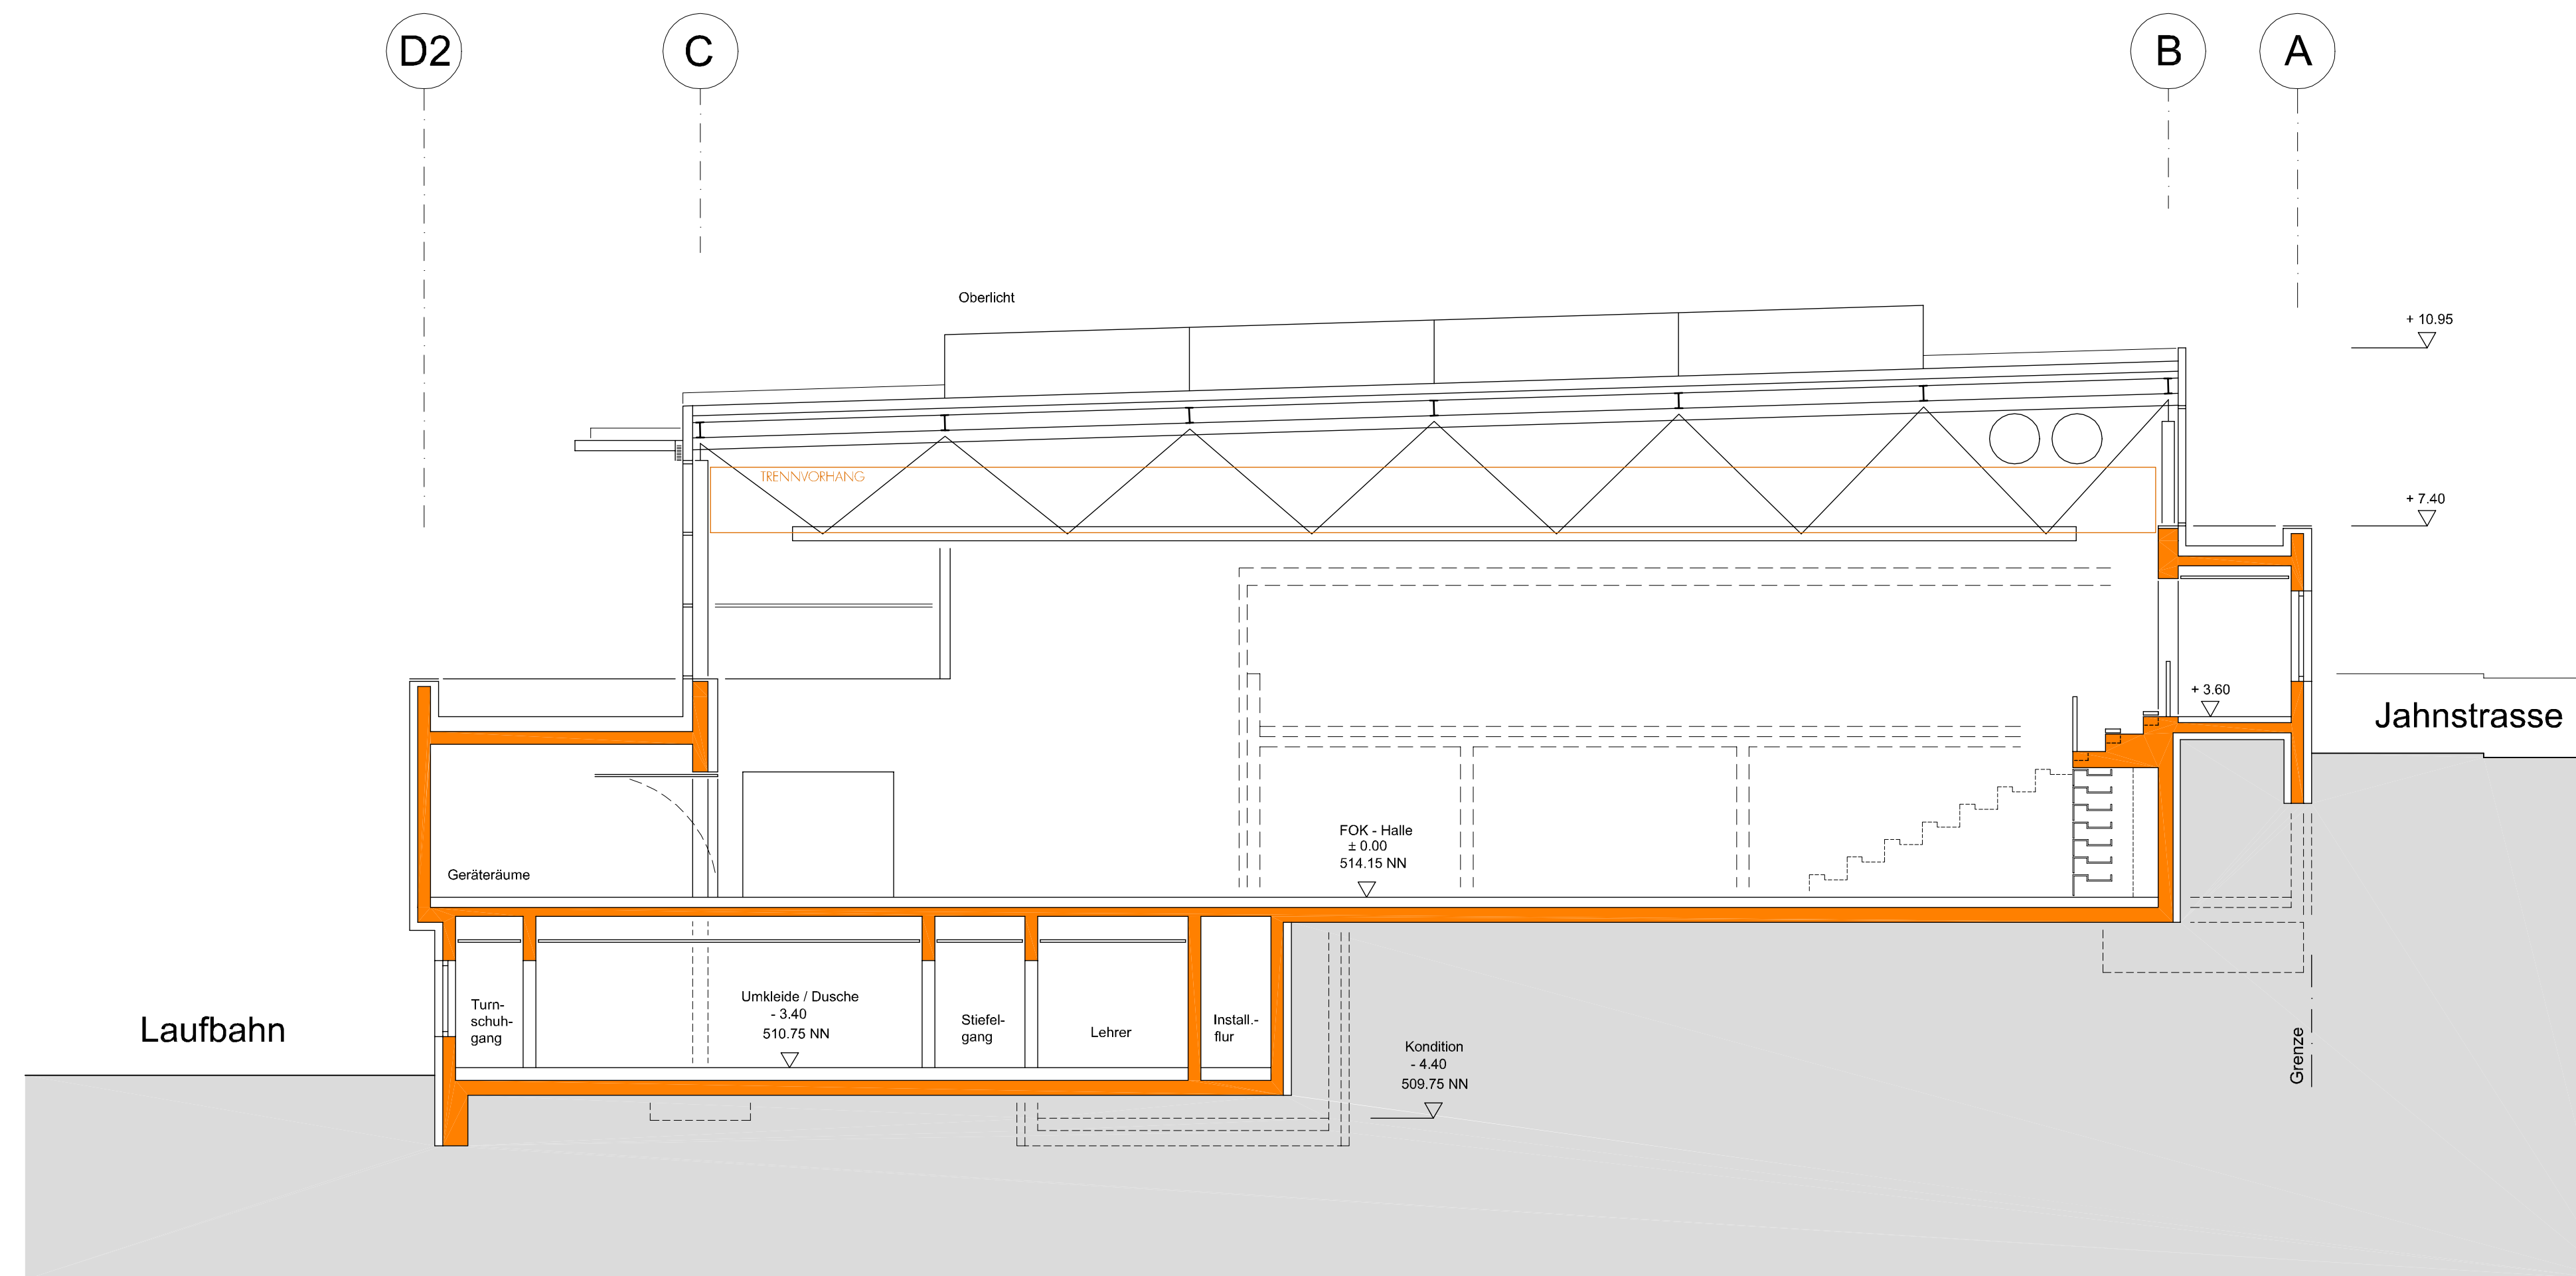 D2
C
B
A
Oberlicht
+ 10.95
TRENNVORHANG
+ 7.40
+ 3.60
Jahnstrasse
FOK - Halle
± 0.00
514.15 NN
Geräteräume
Turn-
schuh-
gang
Umkleide / Dusche
- 3.40
510.75 NN
Stiefel-
gang
Lehrer
Install.-
flur
Laufbahn
Kondition
- 4.40
509.75 NN
Grenze